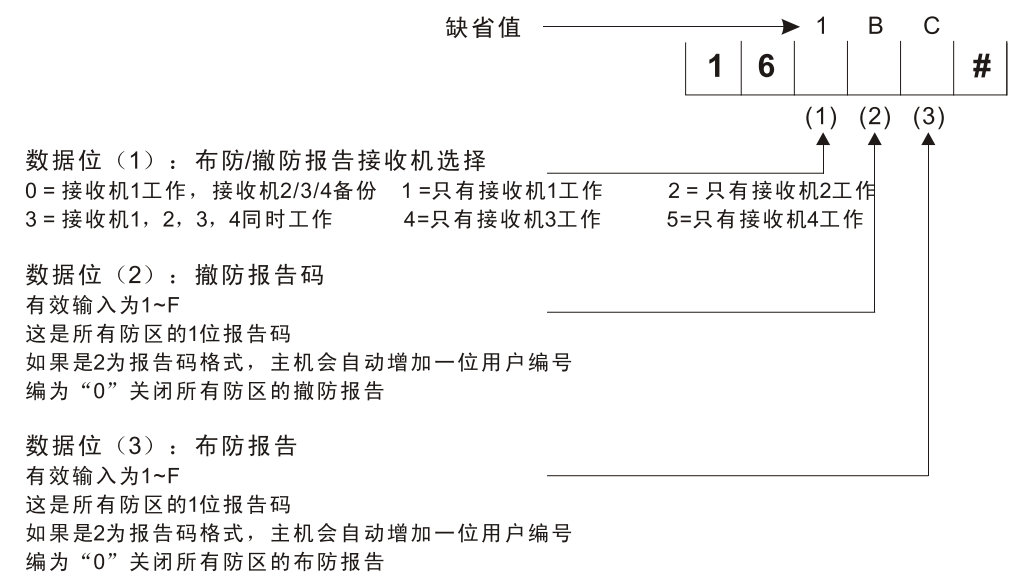 缺省值 1 B C
1 6 #
(1) (2) (3)
数据位（1）：布防/撤防报告接收机选择
0 = 接收机1工作，接收机2/3/4备份 1 =只有接收机1工作 2 = 只有接收机2工作
3 = 接收机1，2，3，4同时工作 4=只有接收机3工作 5=只有接收机4工作
数据位（2）：撤防报告码
有效输入为1~F
这是所有防区的1位报告码
如果是2为报告码格式，主机会自动增加一位用户编号
编为“0”关闭所有防区的撤防报告
数据位（3）：布防报告
有效输入为1~F
这是所有防区的1位报告码
如果是2为报告码格式，主机会自动增加一位用户编号
编为“0”关闭所有防区的布防报告